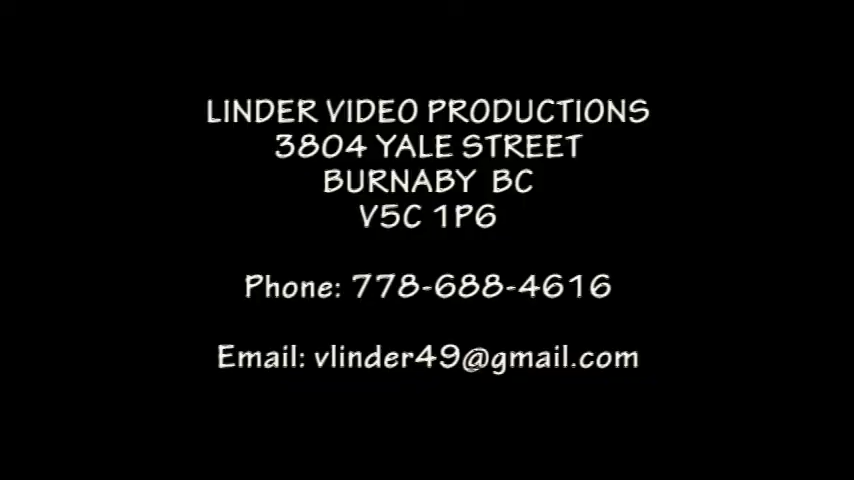 LINDER VIDEO PRODUCTIONS
3804 YALE STREET
BURNABY BC
V5C 1P6
Phone: 778-688-4616
Email: vlinder49@gmail.com